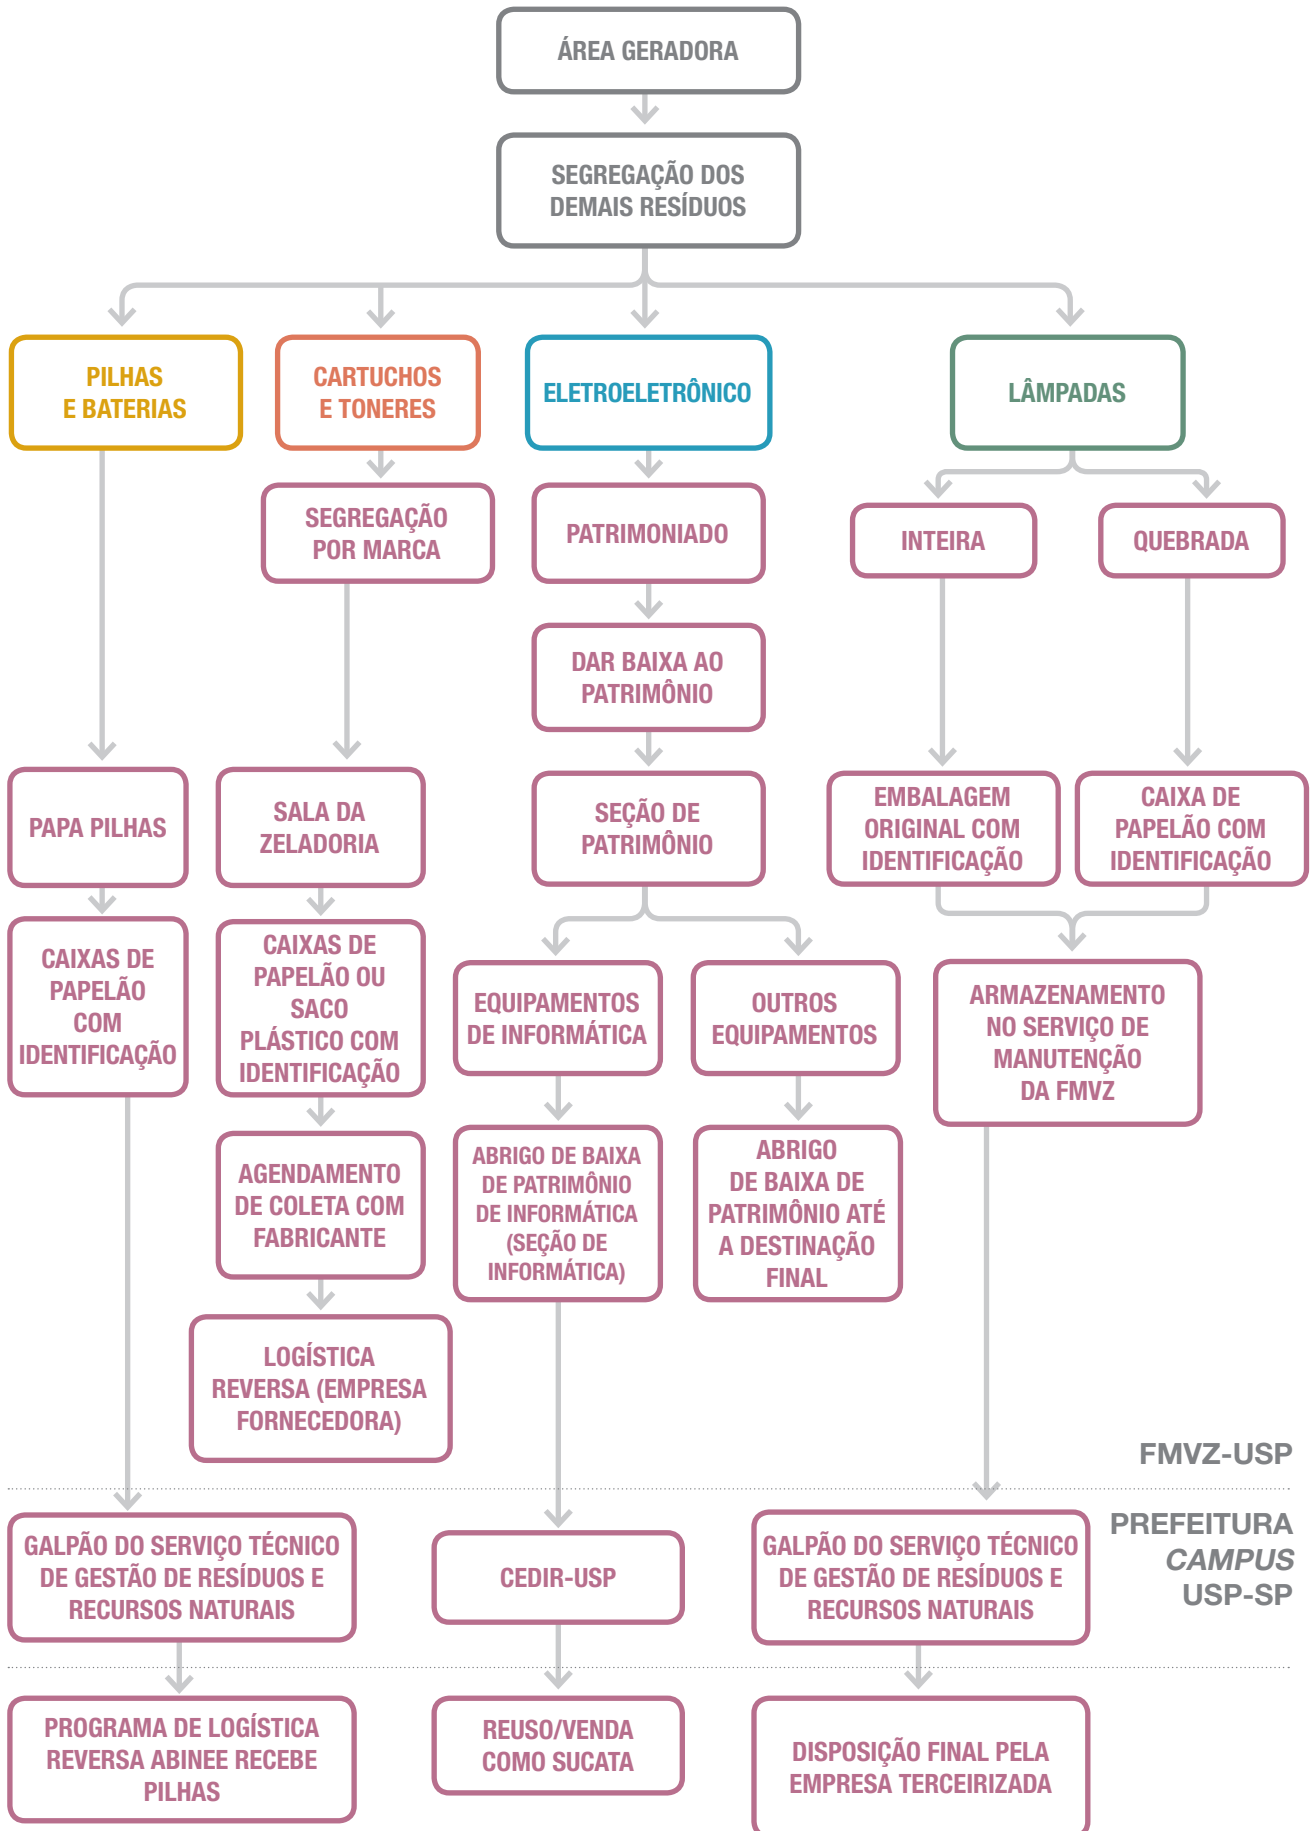 ÁREA GERADORA
SEGREGAÇÃO DOS
DEMAIS RESÍDUOS
PILHAS
E BATERIAS
CARTUCHOS
E TONERES
ELETROELETRÔNICO
LÂMPADAS
SEGREGAÇÃO
POR MARCA
PATRIMONIADO
INTEIRA
QUEBRADA
DAR BAIXA AO
PATRIMÔNIO
PAPA PILHAS
SALA DA
ZELADORIA
SEÇÃO DE
PATRIMÔNIO
EMBALAGEM
ORIGINAL COM
IDENTIFICAÇÃO
CAIXA DE
PAPELÃO COM
IDENTIFICAÇÃO
CAIXAS DE
PAPELÃO
COM
IDENTIFICAÇÃO
CAIXAS DE
PAPELÃO OU
SACO
PLÁSTICO COM
IDENTIFICAÇÃO
EQUIPAMENTOS
DE INFORMÁTICA
OUTROS
EQUIPAMENTOS
ARMAZENAMENTO
NO SERVIÇO DE
MANUTENÇÃO
DA FMVZ
AGENDAMENTO
DE COLETA COM
FABRICANTE
ABRIGO DE BAIXA
DE PATRIMÔNIO
DE INFORMÁTICA
(SEÇÃO DE
INFORMÁTICA)
ABRIGO
DE BAIXA DE
PATRIMÔNIO ATÉ
A DESTINAÇÃO
FINAL
LOGÍSTICA
REVERSA (EMPRESA
FORNECEDORA)
FMVZ-USP
GALPÃO DO SERVIÇO TÉCNICO
DE GESTÃO DE RESÍDUOS E
RECURSOS NATURAIS
CEDIR-USP
GALPÃO DO SERVIÇO TÉCNICO
DE GESTÃO DE RESÍDUOS E
RECURSOS NATURAIS
PREFEITURA
CAMPUS
USP-SP
PROGRAMA DE LOGÍSTICA
REVERSA ABINEE RECEBE
PILHAS
REUSO/VENDA
COMO SUCATA
DISPOSIÇÃO FINAL PELA
EMPRESA TERCEIRIZADA